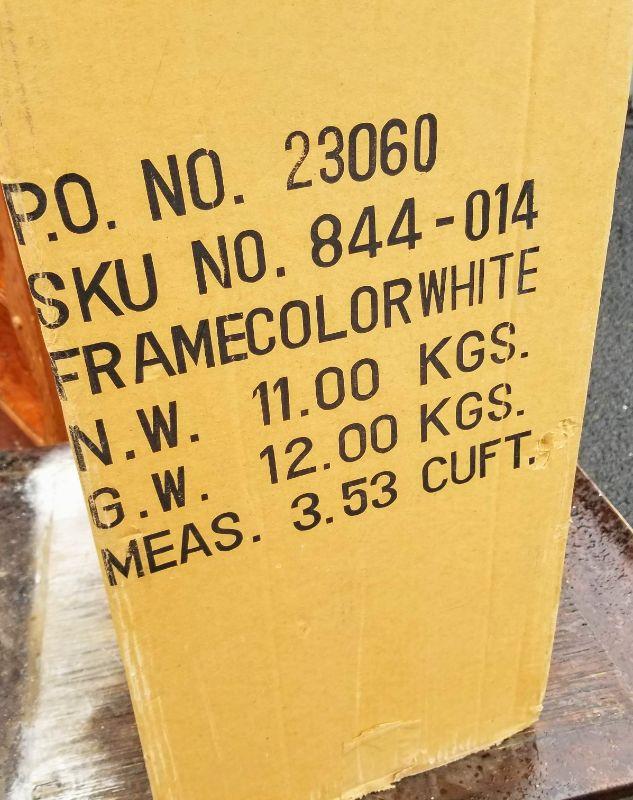 P.O. NO. 23060
SKU NO. 844-014
FRAMECOLORWHITE
N.W. 11.00 KGS.
G.W. 12.00 KGS.
MEAS. 3.53 CUFT.